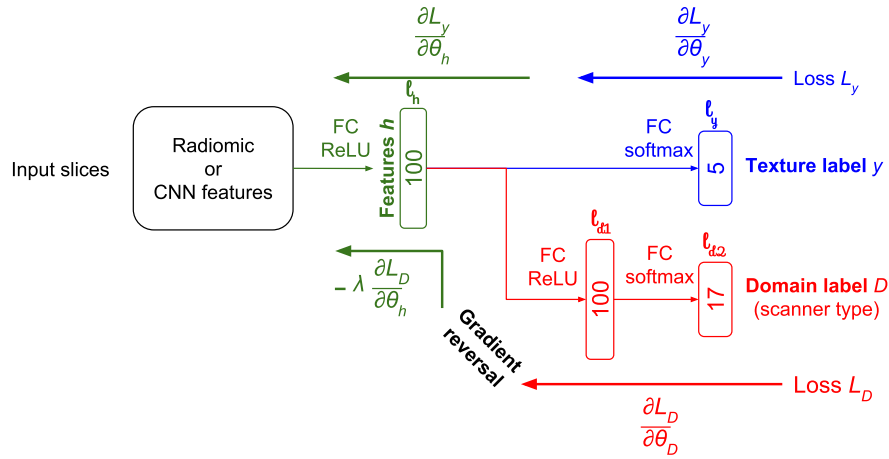 ∂L_y
∂θ_h
∂L_y
∂θ_y
Loss L_y
Input slices
Radiomic
or
CNN features
FC
ReLU
ℓ_h
Features h
100
FC
softmax
ℓ_y
5
Texture label y
− λ ∂L_D
∂θ_h
Gradient
reversal
FC
ReLU
ℓ_d1
100
FC
softmax
ℓ_d2
17
Domain label D
(scanner type)
Loss L_D
∂L_D
∂θ_D